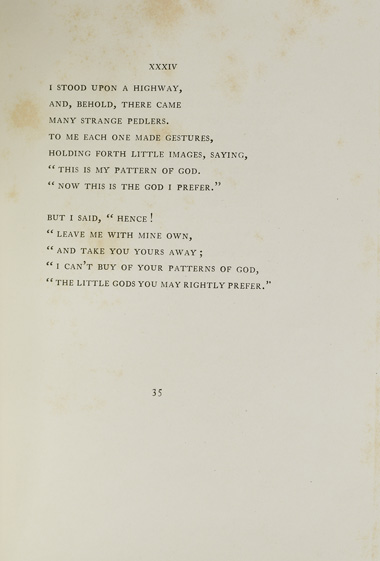 XXXIV
I STOOD UPON A HIGHWAY,
AND, BEHOLD, THERE CAME
MANY STRANGE PEDLERS.
TO ME EACH ONE MADE GESTURES,
HOLDING FORTH LITTLE IMAGES, SAYING,
“ THIS IS MY PATTERN OF GOD.
“ NOW THIS IS THE GOD I PREFER.”
BUT I SAID, “ HENCE !
“ LEAVE ME WITH MINE OWN,
“ AND TAKE YOU YOURS AWAY ;
“ I CAN’T BUY OF YOUR PATTERNS OF GOD,
“ THE LITTLE GODS YOU MAY RIGHTLY PREFER.”
35